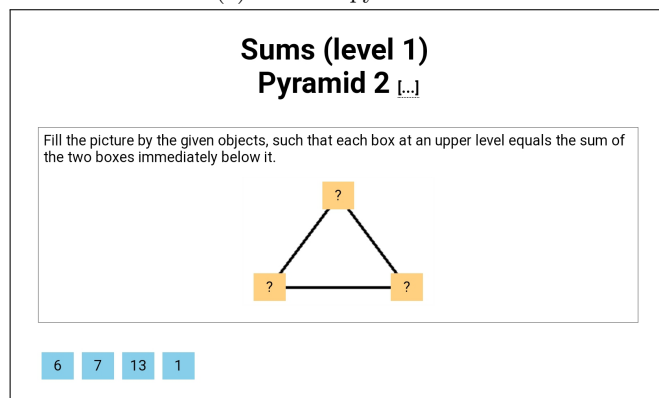 Sums (level 1)
Pyramid 2 [...]
Fill the picture by the given objects, such that each box at an upper level equals the sum of
the two boxes immediately below it.
?
? ?
6 7 13 1